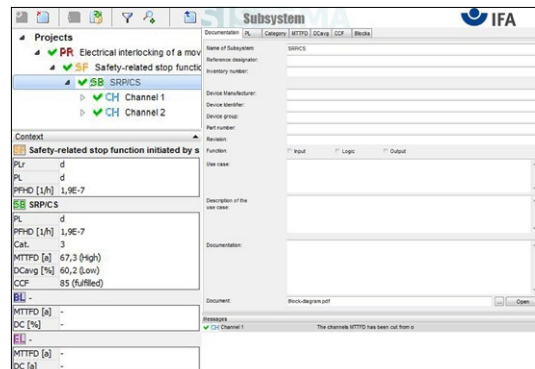 SISTEMA
Subsystem
IFA
Projects
PR Electrical interlocking of a mov
SF Safety-related stop functic
SB SRP/CS
CH Channel 1
CH Channel 2
Context
SF Safety-related stop function initiated by s
PLr d
PL d
PFHD [1/h] 1,9E-7
SB SRP/CS
PL d
PFHD [1/h] 1,9E-7
Cat. 3
MTTFD [a] 67,3 (High)
DCavg [%] 60,2 (Low)
CCF 85 (fulfilled)
BL -
MTTFD [a] -
DC [%] -
EL -
MTTFD [a] -
DC [a] -
Documentation PL Category MTTFD DCavg CCF Blocks
Name of Subsystem: SRP/CS
Reference designator:
Inventory number:
Device Manufacturer:
Device Identifier:
Device group:
Part number:
Revision:
Function: Input Logic Output
Use case:
Description of the
use case:
Documentation:
Document: Block-diagram.pdf ... Open
Messages
CH Channel 1 The channels MTTFD has been cut from o